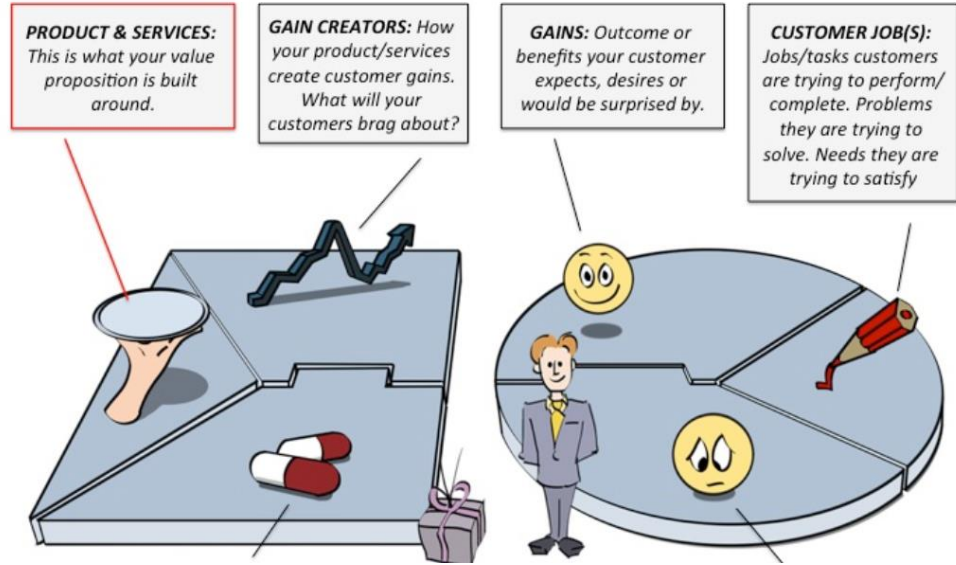 PRODUCT & SERVICES:
This is what your value
proposition is built
around.
GAIN CREATORS: How
your product/services
create customer gains.
What will your
customers brag about?
GAINS: Outcome or
benefits your customer
expects, desires or
would be surprised by.
CUSTOMER JOB(S):
Jobs/tasks customers
are trying to perform/
complete. Problems
they are trying to
solve. Needs they are
trying to satisfy